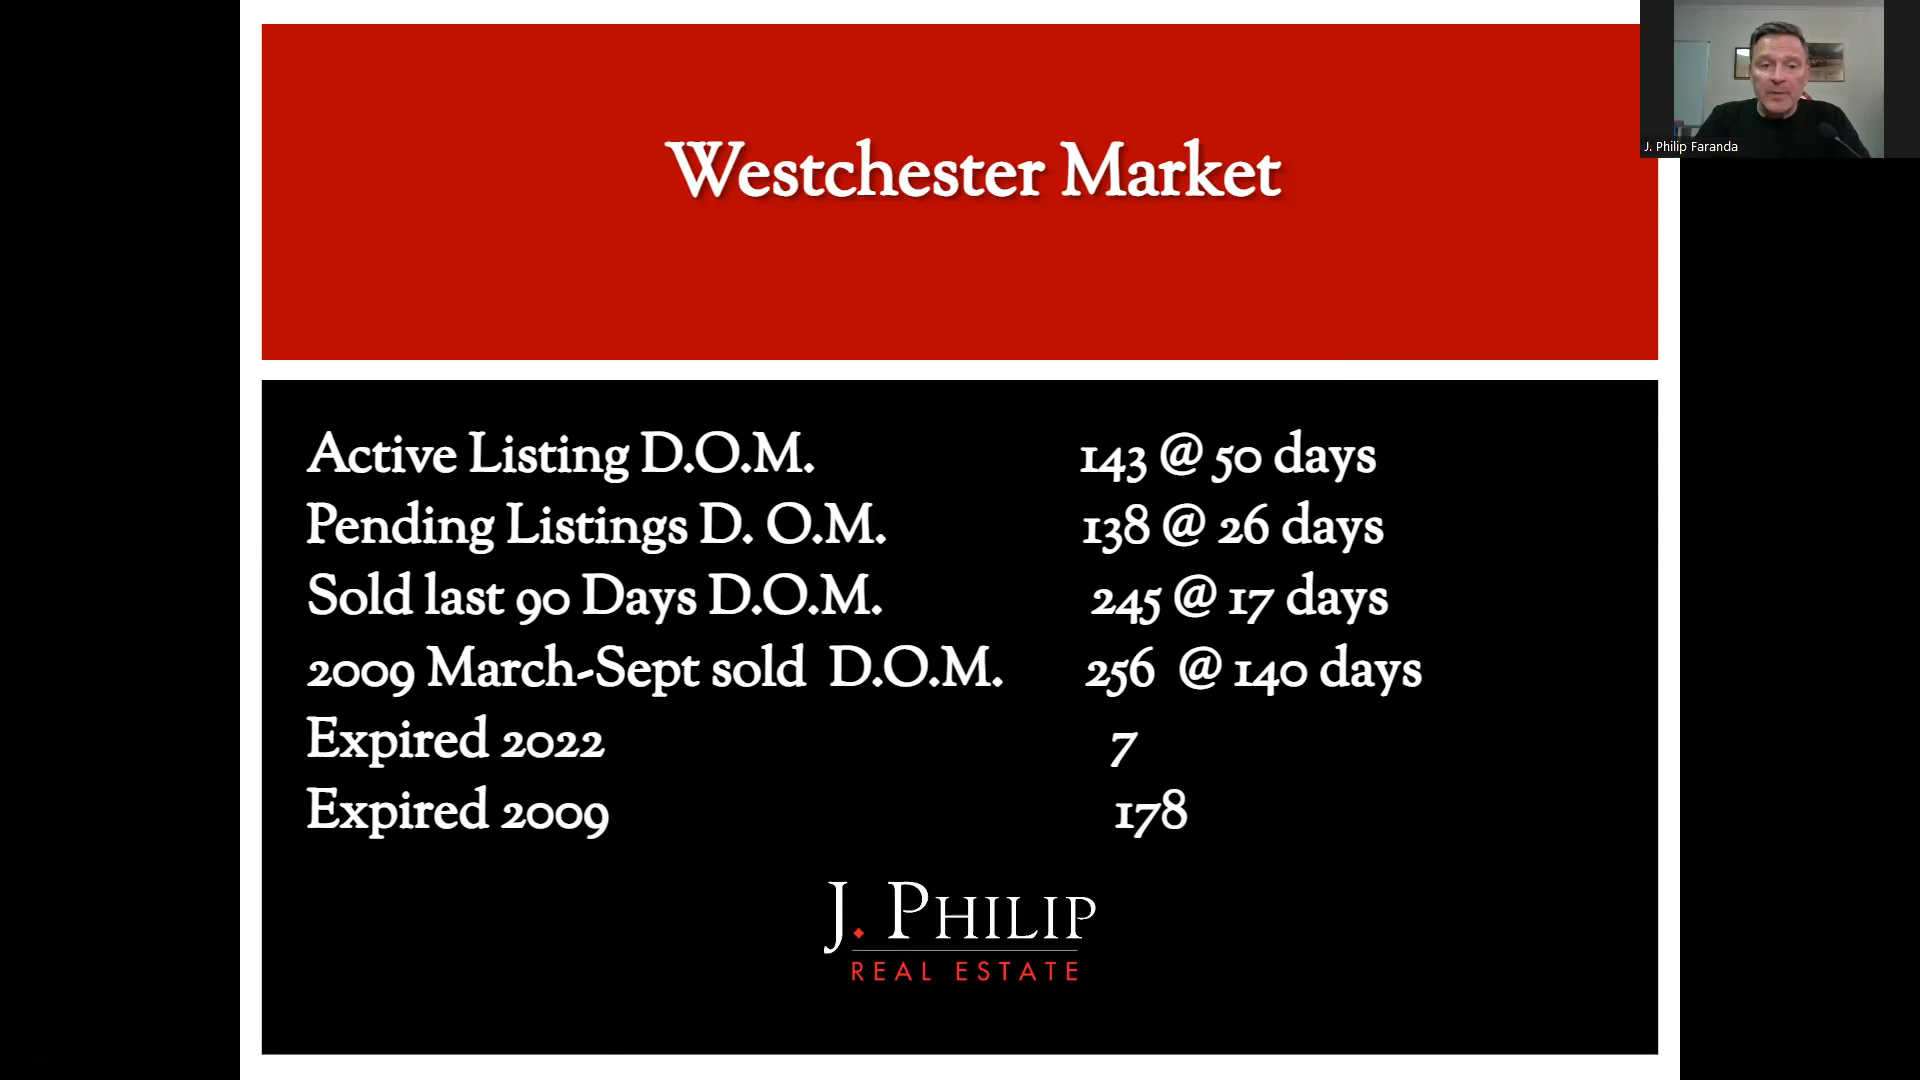 Westchester Market
J. Philip Faranda
Active Listing D.O.M. 143 @ 50 days
Pending Listings D. O.M. 138 @ 26 days
Sold last 90 Days D.O.M. 245 @ 17 days
2009 March-Sept sold D.O.M. 256 @ 140 days
Expired 2022 7
Expired 2009 178
J. PHILIP
REAL ESTATE